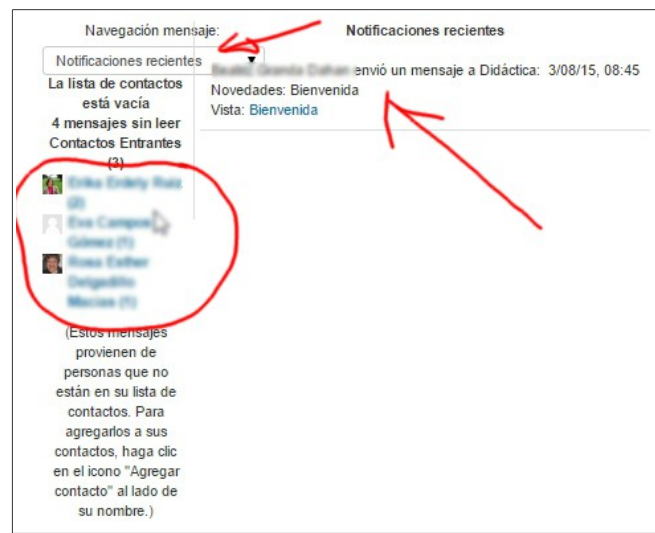 Navegación mensaje:
Notificaciones recientes
La lista de contactos
está vacía
4 mensajes sin leer
Contactos Entrantes
(3)
(2)
(1)
(1)
(Estos mensajes
provienen de
personas que no
están en su lista de
contactos. Para
agregarlos a sus
contactos, haga clic
en el icono "Agregar
contacto" al lado de
su nombre.)
Notificaciones recientes
envió un mensaje a Didáctica: 3/08/15, 08:45
Novedades: Bienvenida
Vista: Bienvenida